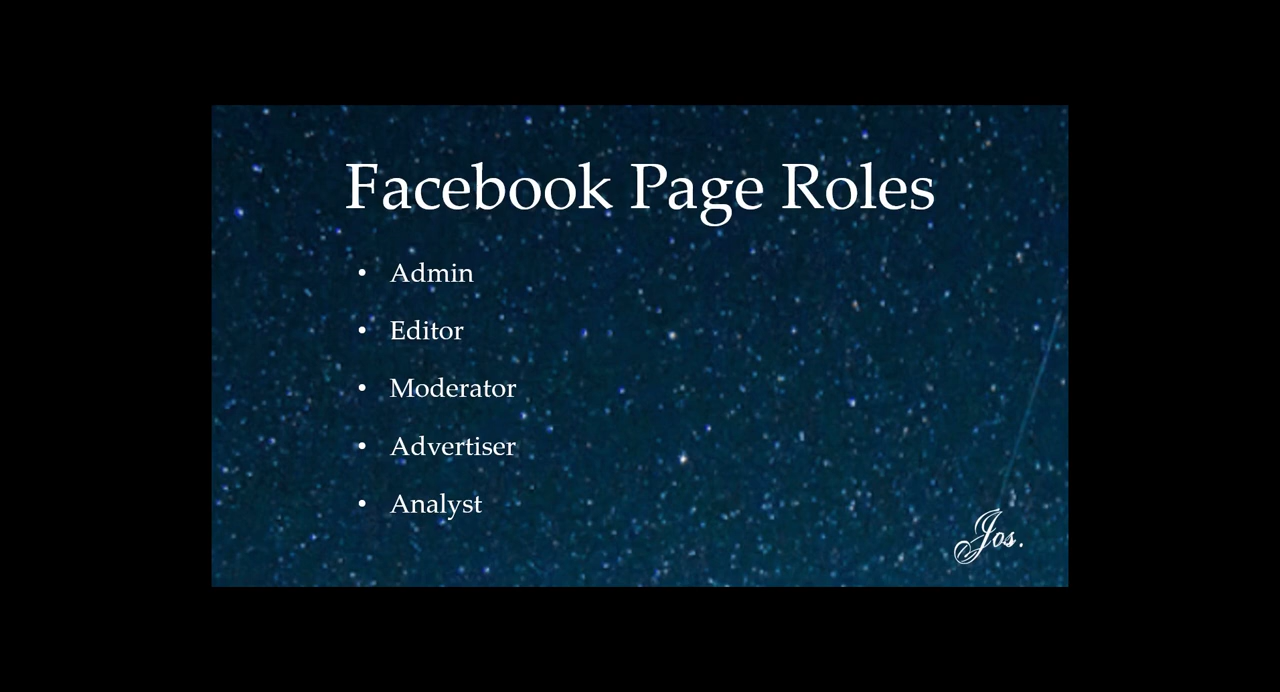 Facebook Page Roles
• Admin
• Editor
• Moderator
• Advertiser
• Analyst
Jos.